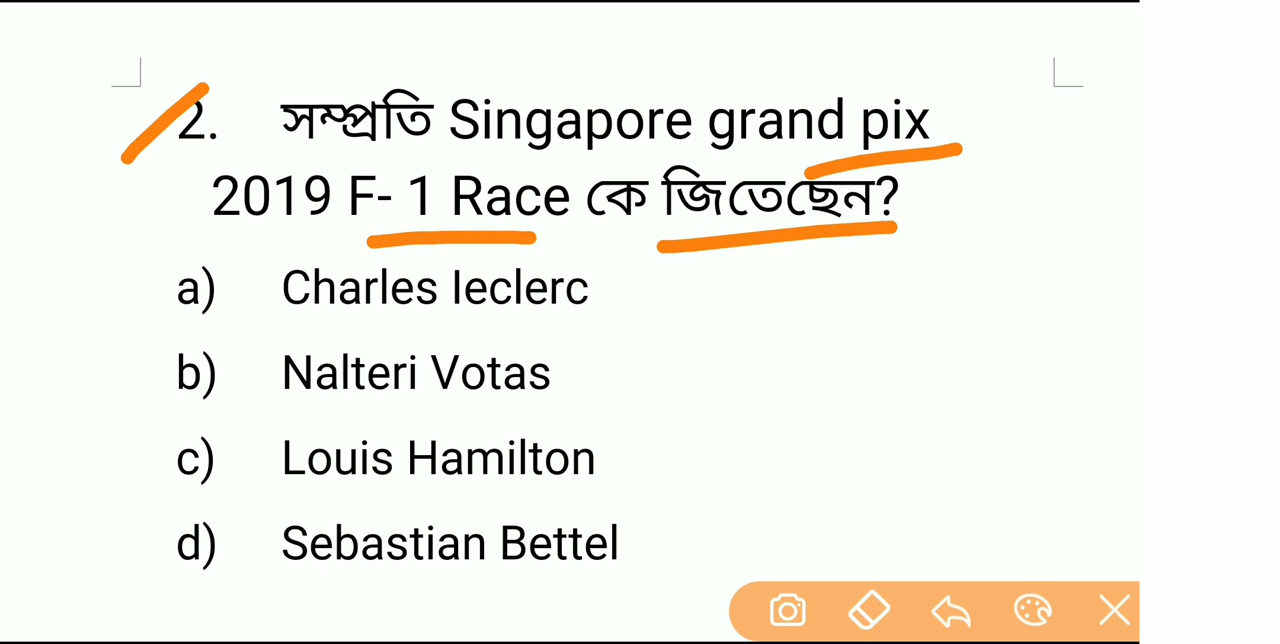 2. সম্প্রতি Singapore grand pix
2019 F- 1 Race কে জিতেছেন?
a) Charles leclerc
b) Nalteri Votas
c) Louis Hamilton
d) Sebastian Bettel